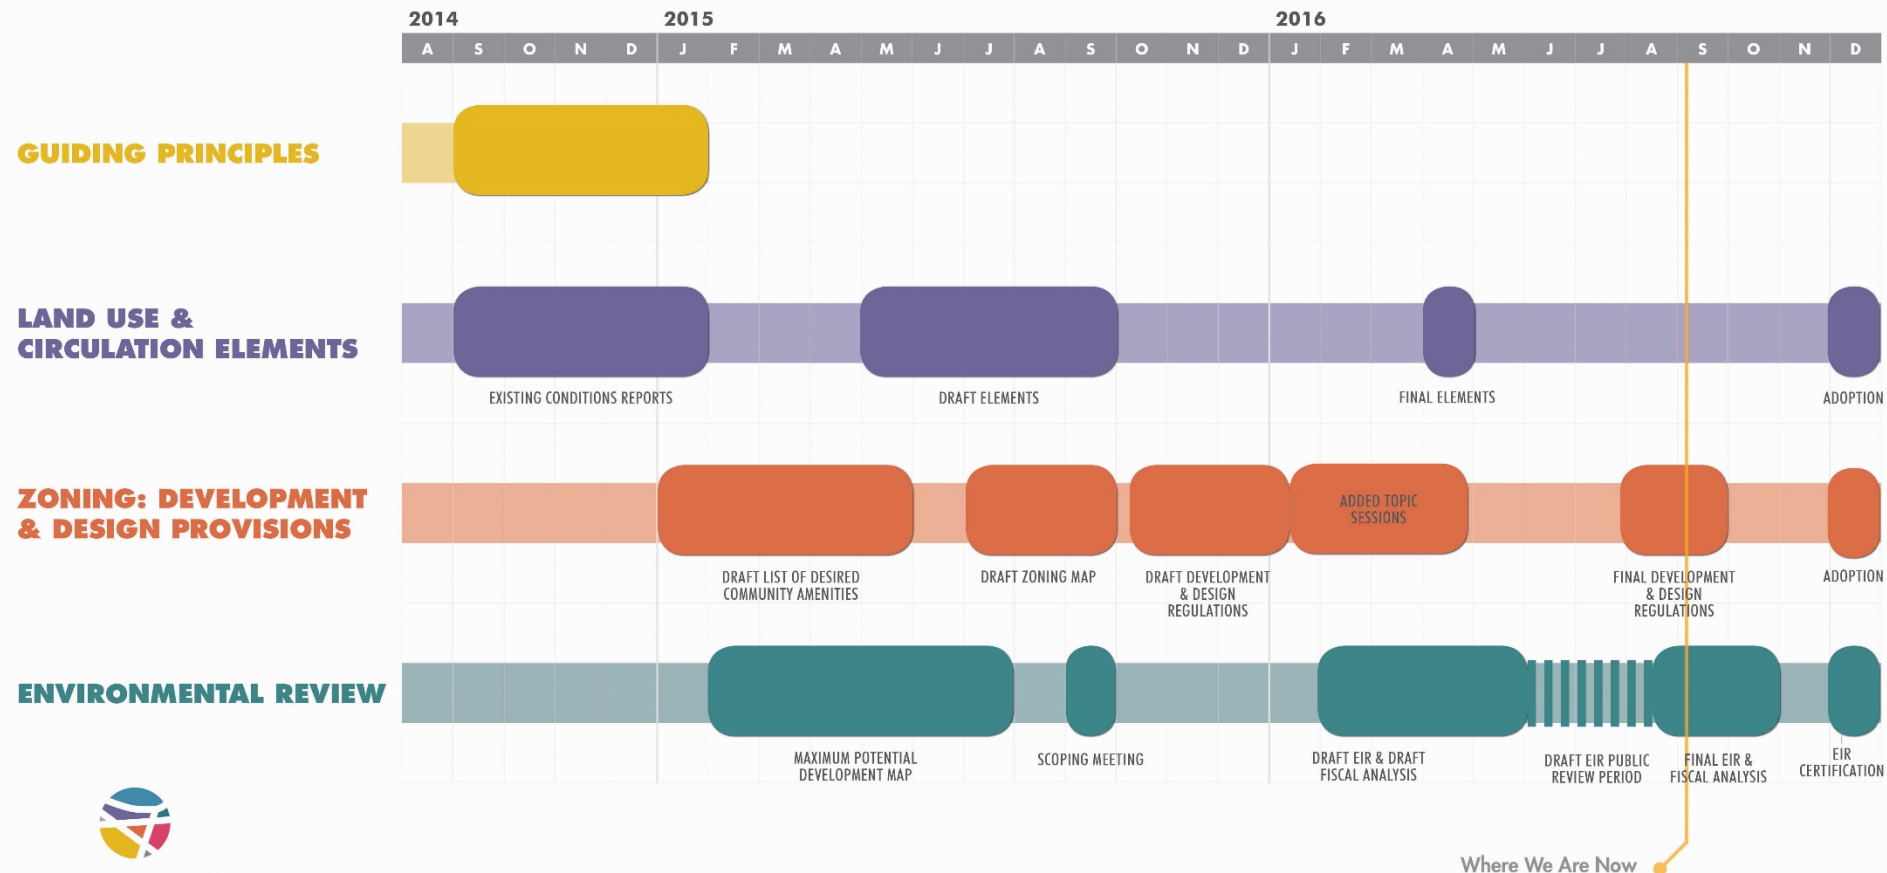 2014 2015 2016
A S O N D J F M A M J J A S O N D J F M A M J J A S O N D
GUIDING PRINCIPLES
LAND USE &
CIRCULATION ELEMENTS
EXISTING CONDITIONS REPORTS
DRAFT ELEMENTS
FINAL ELEMENTS
ADOPTION
ZONING: DEVELOPMENT
& DESIGN PROVISIONS
ADDED TOPIC
SESSIONS
DRAFT LIST OF DESIRED
COMMUNITY AMENITIES
DRAFT ZONING MAP
DRAFT DEVELOPMENT
& DESIGN
REGULATIONS
FINAL DEVELOPMENT
& DESIGN
REGULATIONS
ADOPTION
ENVIRONMENTAL REVIEW
MAXIMUM POTENTIAL
DEVELOPMENT MAP
SCOPING MEETING
DRAFT EIR & DRAFT
FISCAL ANALYSIS
DRAFT EIR PUBLIC
REVIEW PERIOD
FINAL EIR &
FISCAL ANALYSIS
EIR
CERTIFICATION
Where We Are Now